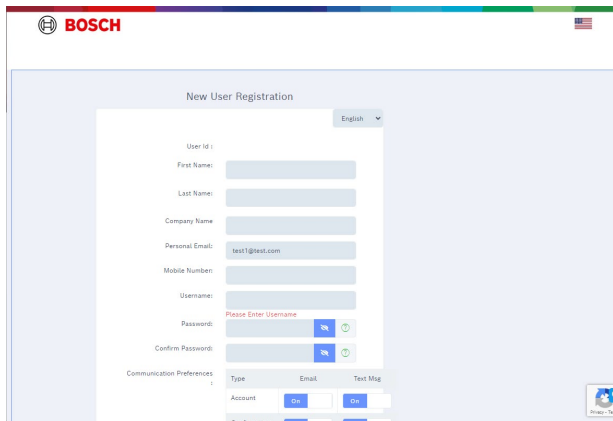 BOSCH
New User Registration
English
User Id :
First Name:
Last Name:
Company Name
Personal Email:
test1@test.com
Mobile Number:
Username:
Please Enter Username
Password:
Confirm Password:
Communication Preferences :
Type Email Text Msg
Account On On